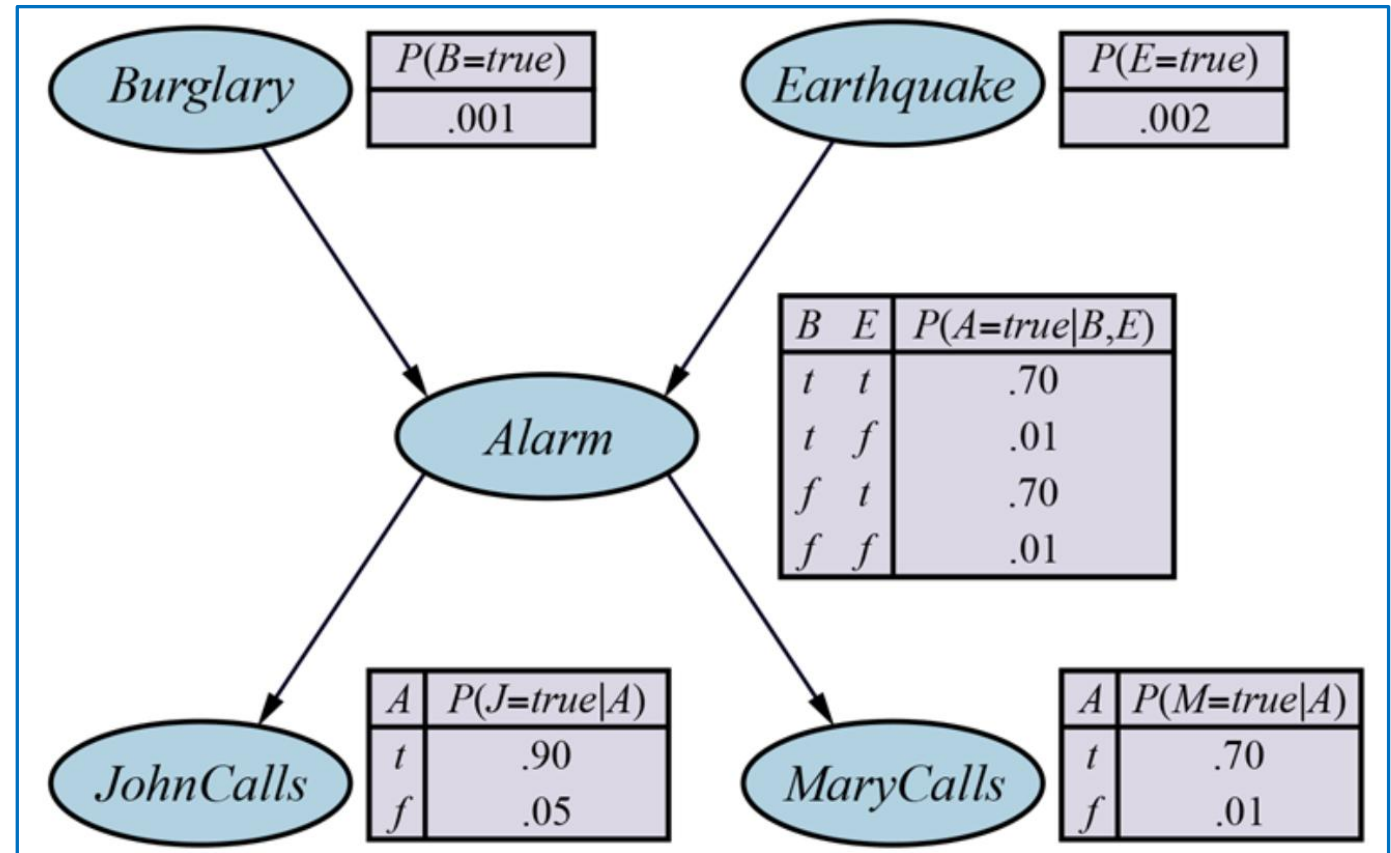 Burglary
P(B=true)
.001
Earthquake
P(E=true)
.002
B E P(A=true|B,E)
t t .70
t f .01
f t .70
f f .01
Alarm
JohnCalls
A P(J=true|A)
t .90
f .05
MaryCalls
A P(M=true|A)
t .70
f .01